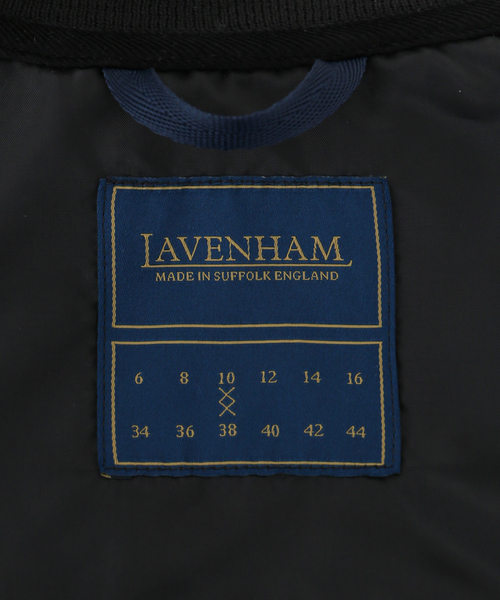 LAVENHAM
MADE IN SUFFOLK ENGLAND
6 8 10 12 14 16
34 36 38 40 42 44